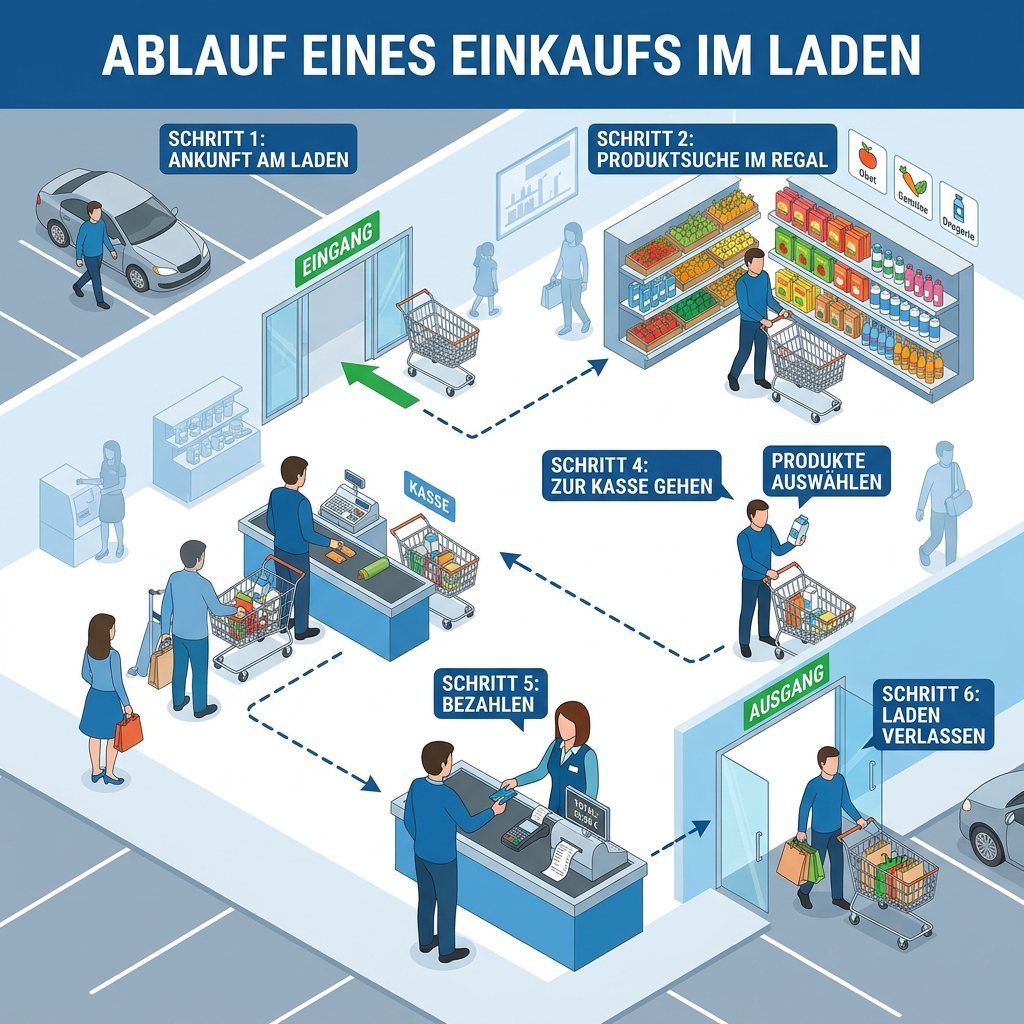 ABLAUF EINES EINKAUFS IM LADEN
SCHRITT 1:
ANKUNFT AM LADEN
SCHRITT 2:
PRODUKTSUCHE IM REGAL
Obst
Gemüse
Drogerie
EINGANG
SCHRITT 4:
ZUR KASSE GEHEN
PRODUKTE
AUSWÄHLEN
KASSE
SCHRITT 5:
BEZAHLEN
AUSGANG
SCHRITT 6:
LADEN
VERLASSEN
TOTAL